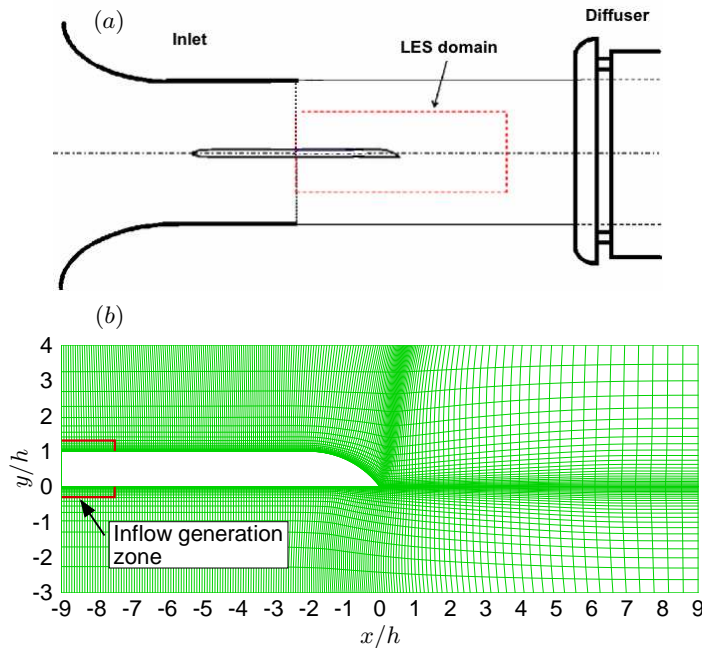 (a)
Diffuser
Inlet
LES domain
(b)
4
3
2
1
0
-1
-2
-3
y/h
Inflow generation
zone
-9 -8 -7 -6 -5 -4 -3 -2 -1 0 1 2 3 4 5 6 7 8 9
x/h